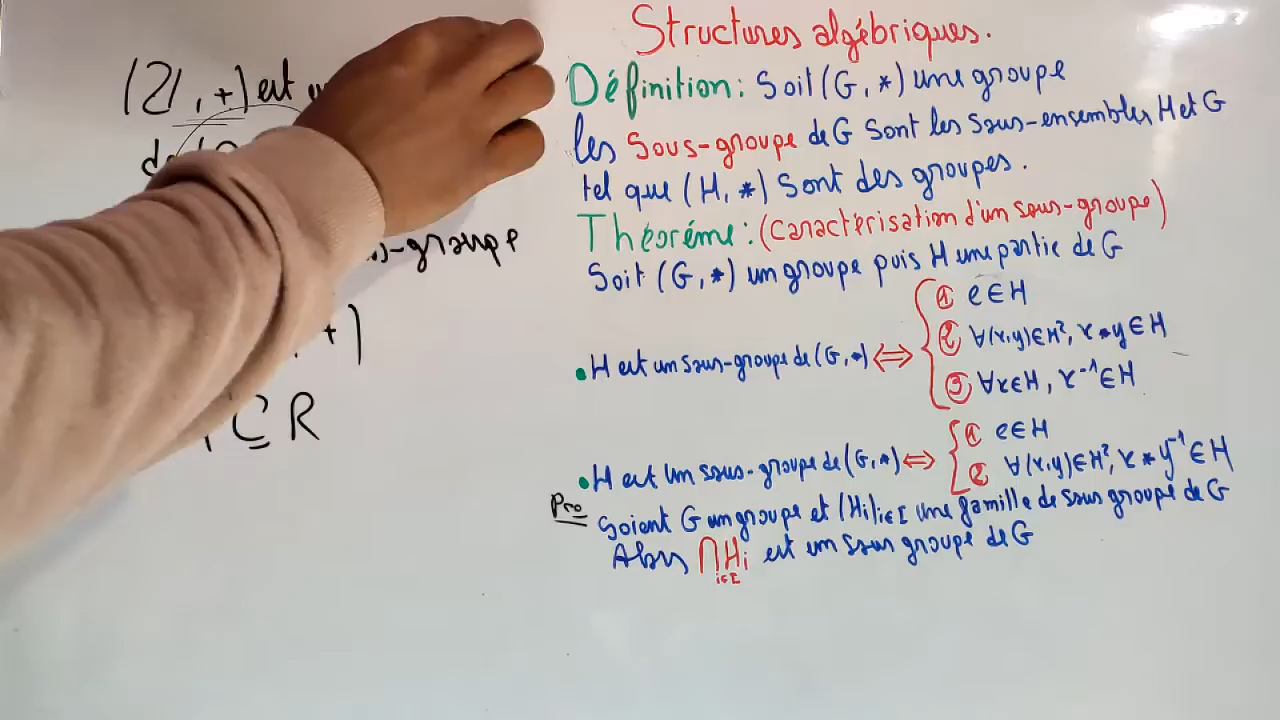 (ℤ, +) est
de (
-groupe
+)
⊆ R
Structures algébriques.
Définition: Soit (G, *) une groupe
les Sous-groupe de G sont les sous-ensembles H et G
tel que (H, *) sont des groupes.
Théoréme: (caractérisation d'un sous-groupe)
Soit (G, *) un groupe puis H une partie de G
① e∈H
② ∀(x,y)∈H², x*y∈H
• H est un sous-groupe de (G, *) ⇔
③ ∀x∈H, x⁻¹∈H
① e∈H
• H est un sous-groupe de (G, *) ⇔ ② ∀(x,y)∈H², x * y⁻¹∈H
Pro Soient G un groupe et (Hi)i∈I une famille de sous groupe de G
Alors ⋂Hi est un sous groupe de G
i∈I